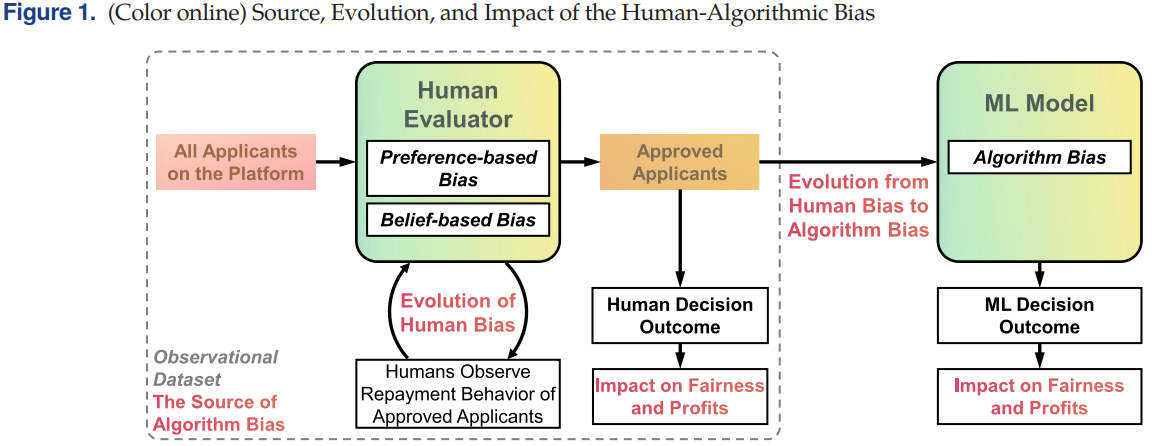 Figure 1. (Color online) Source, Evolution, and Impact of the Human-Algorithmic Bias
All Applicants
on the Platform
Human
Evaluator
Preference-based
Bias
Belief-based Bias
Evolution of
Human Bias
Humans Observe
Repayment Behavior of
Approved Applicants
Observational
Dataset
The Source of
Algorithm Bias
Approved
Applicants
Human Decision
Outcome
Impact on Fairness
and Profits
Evolution from
Human Bias to
Algorithm Bias
ML Model
Algorithm Bias
ML Decision
Outcome
Impact on Fairness
and Profits